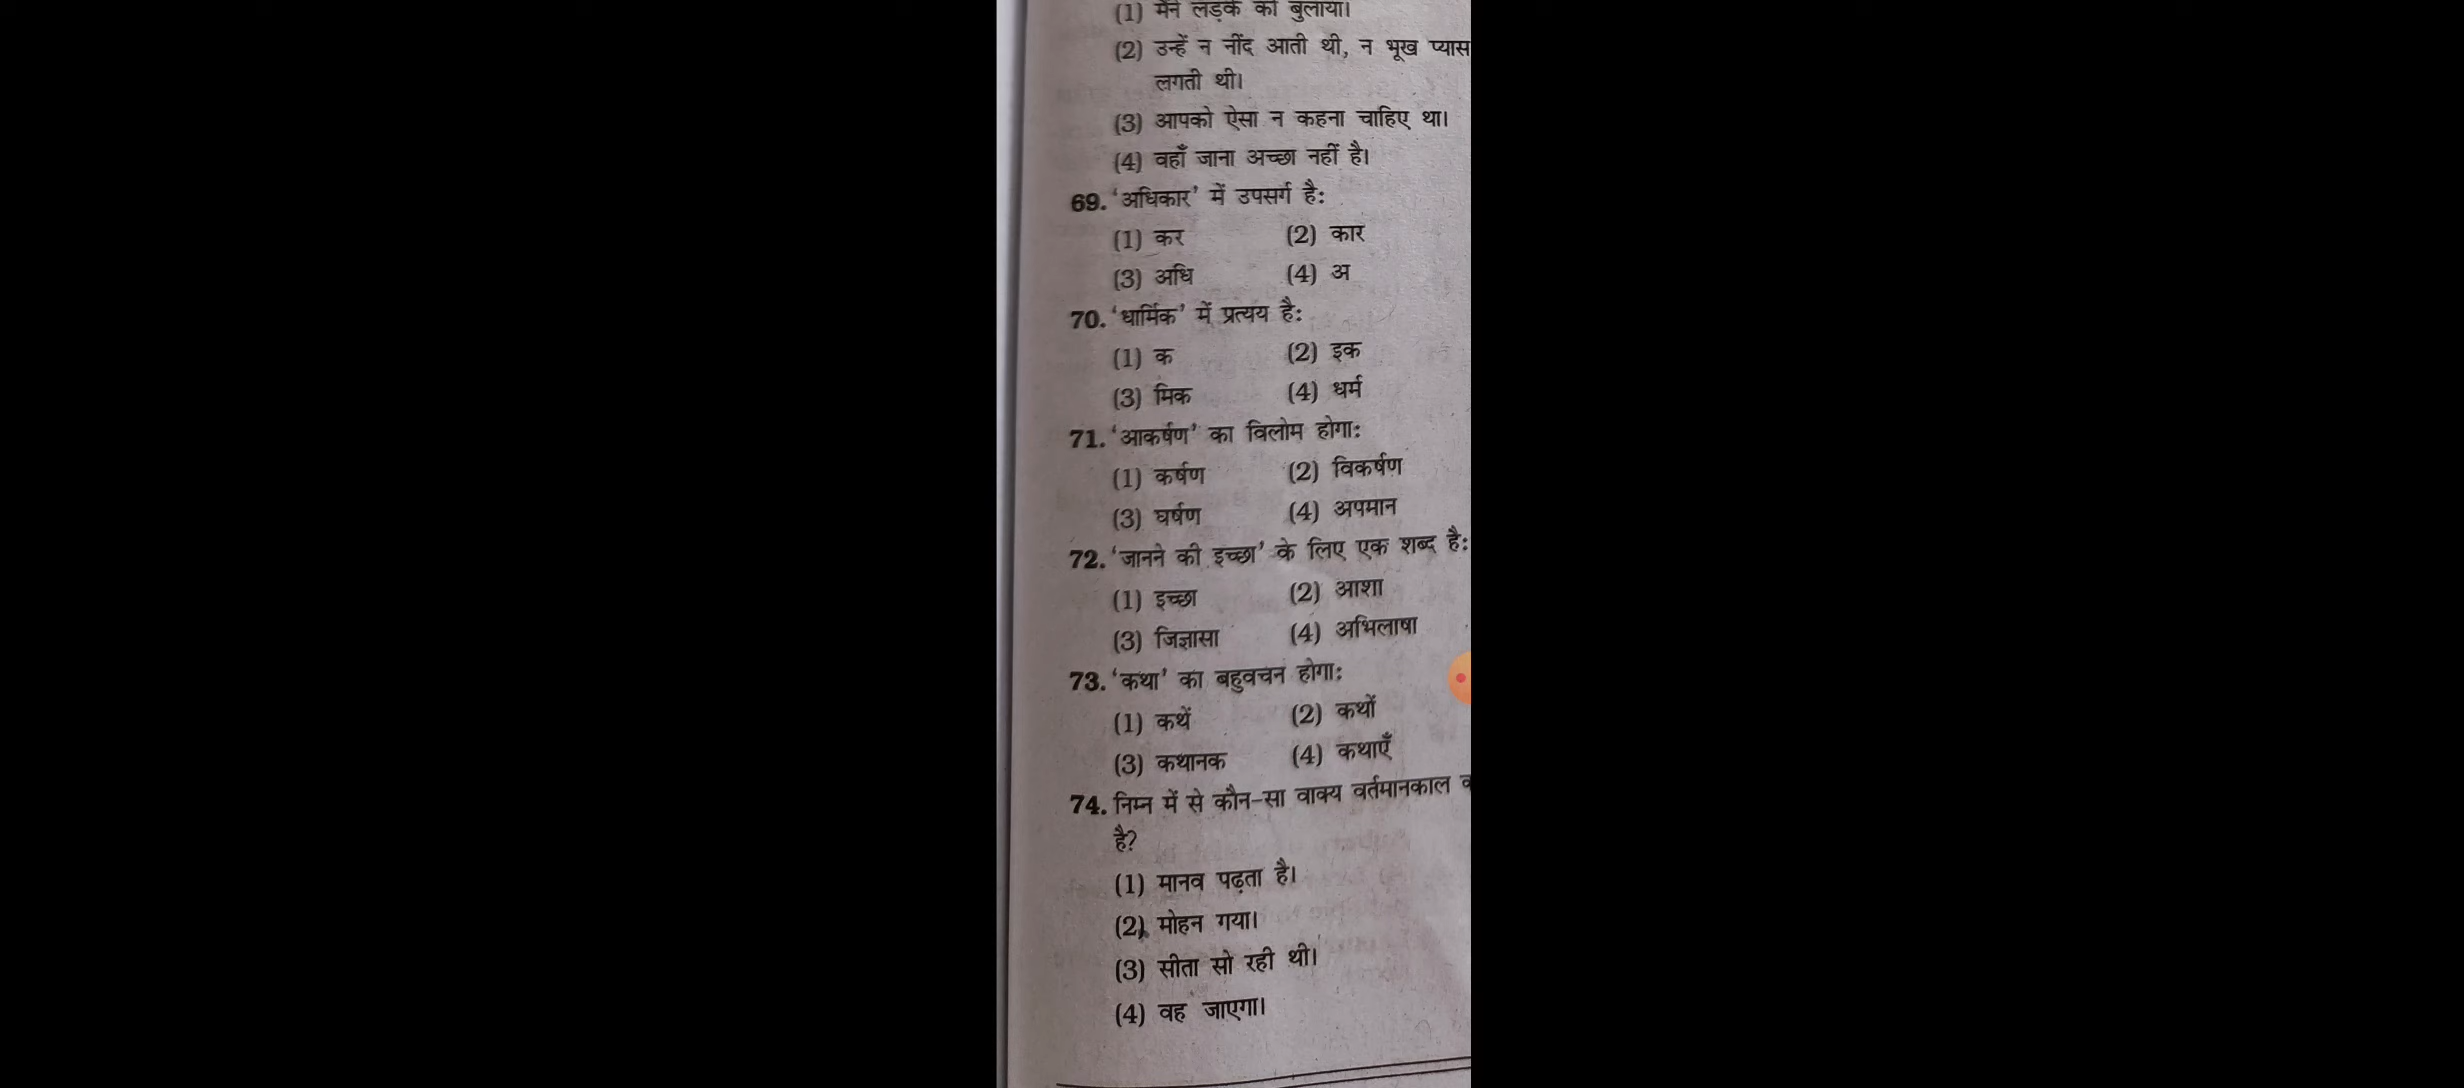 (1) मैंने लड़के को बुलाया।
(2) उन्हें न नींद आती थी, न भूख प्यास
लगती थी।
(3) आपको ऐसा न कहना चाहिए था।
(4) वहाँ जाना अच्छा नहीं है।
69. ‘अधिकार’ में उपसर्ग है:
(1) कर (2) कार
(3) अधि (4) अ
70. ‘धार्मिक’ में प्रत्यय है:
(1) क (2) इक
(3) मिक (4) धर्म
71. ‘आकर्षण’ का विलोम होगा:
(1) कर्षण (2) विकर्षण
(3) घर्षण (4) अपमान
72. ‘जानने की इच्छा’ के लिए एक शब्द है:
(1) इच्छा (2) आशा
(3) जिज्ञासा (4) अभिलाषा
73. ‘कथा’ का बहुवचन होगा:
(1) कथें (2) कथों
(3) कथानक (4) कथाएँ
74. निम्न में से कौन-सा वाक्य वर्तमानकाल
है?
(1) मानव पढ़ता है।
(2) मोहन गया।
(3) सीता सो रही थी।
(4) वह जाएगा।